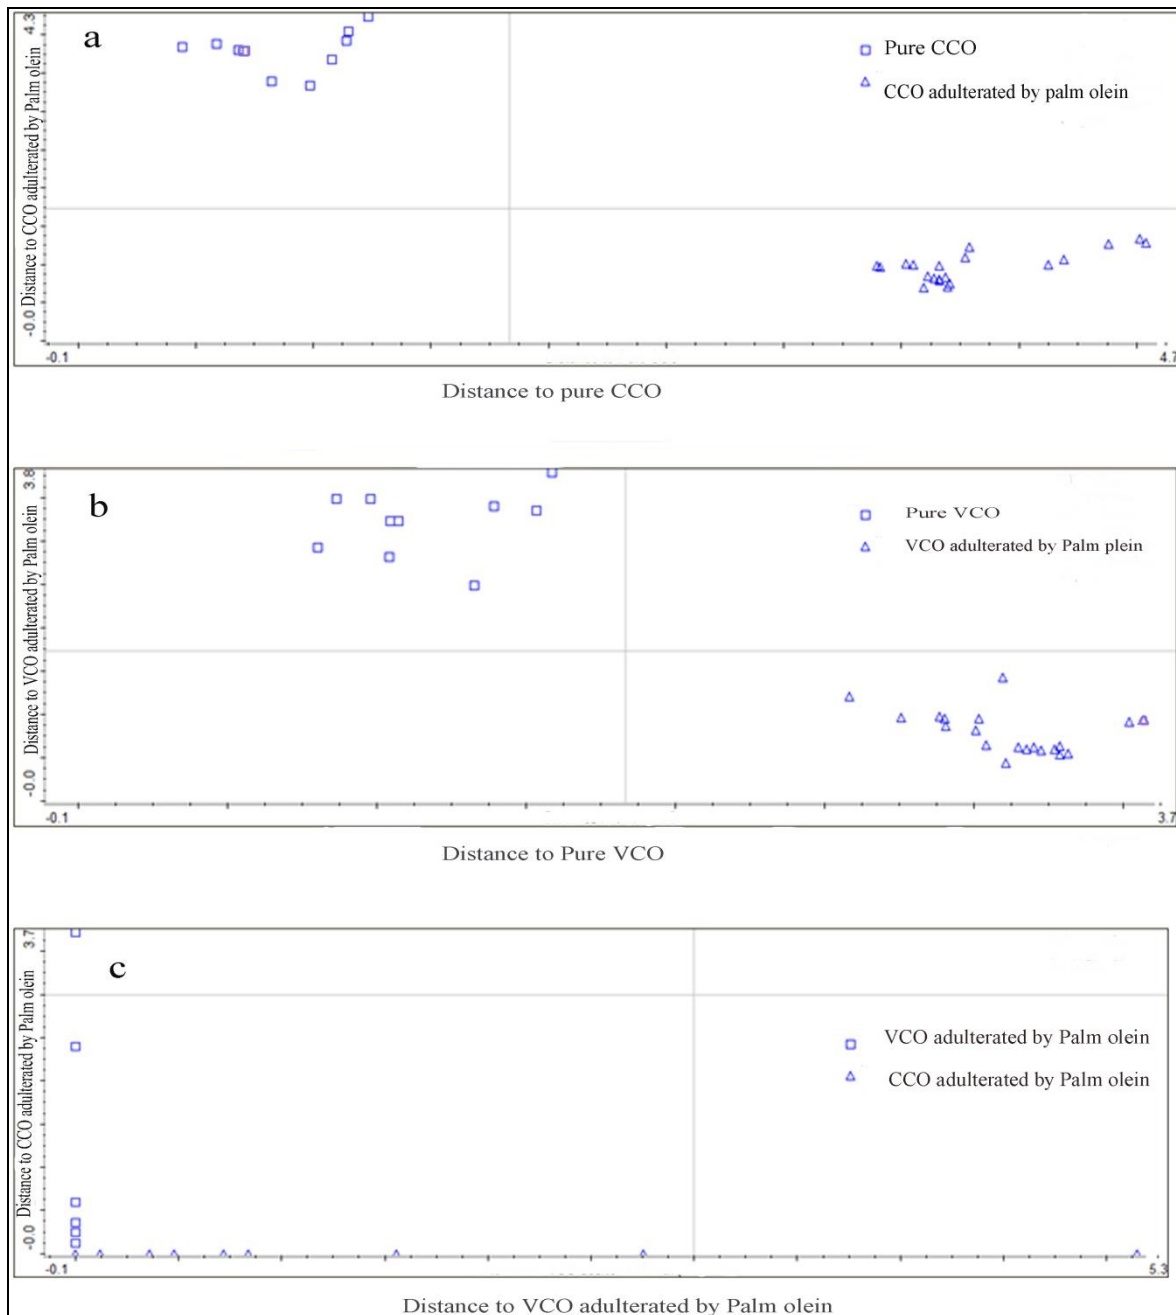 a
4.3
-0.0 Distance to CCO adulterated by Palm olein
Pure CCO
CCO adulterated by palm olein
-0.1
4.7
Distance to pure CCO
b
3.8
-0.0 Distance to VCO adulterated by Palm olein
Pure VCO
VCO adulterated by Palm plein
-0.1
3.7
Distance to Pure VCO
c
3.7
-0.0 Distance to CCO adulterated by Palm olein
VCO adulterated by Palm olein
CCO adulterated by Palm olein
-0.1
5.3
Distance to VCO adulterated by Palm olein